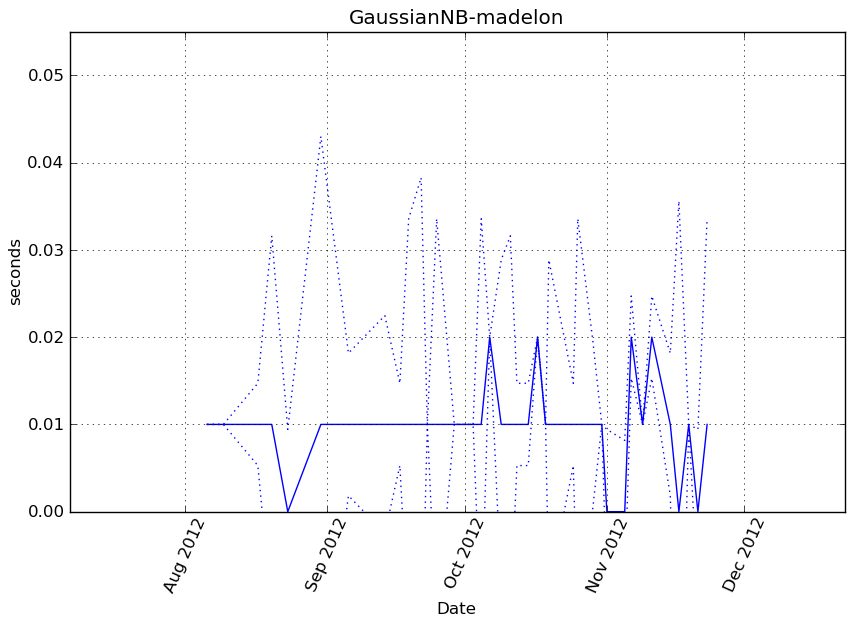 GaussianNB-madelon
0.05
0.04
0.03
0.02
0.01
0.00
seconds
Aug 2012
Sep 2012
Oct 2012
Nov 2012
Dec 2012
Date